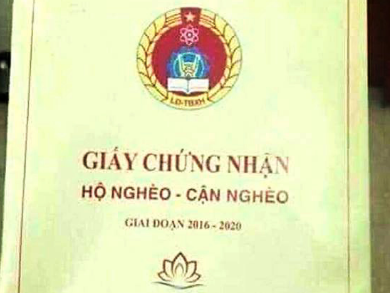 LĐ-TBXH
GIẤY CHỨNG NHẬN
HỘ NGHÈO - CẬN NGHÈO
GIAI ĐOẠN 2016 - 2020